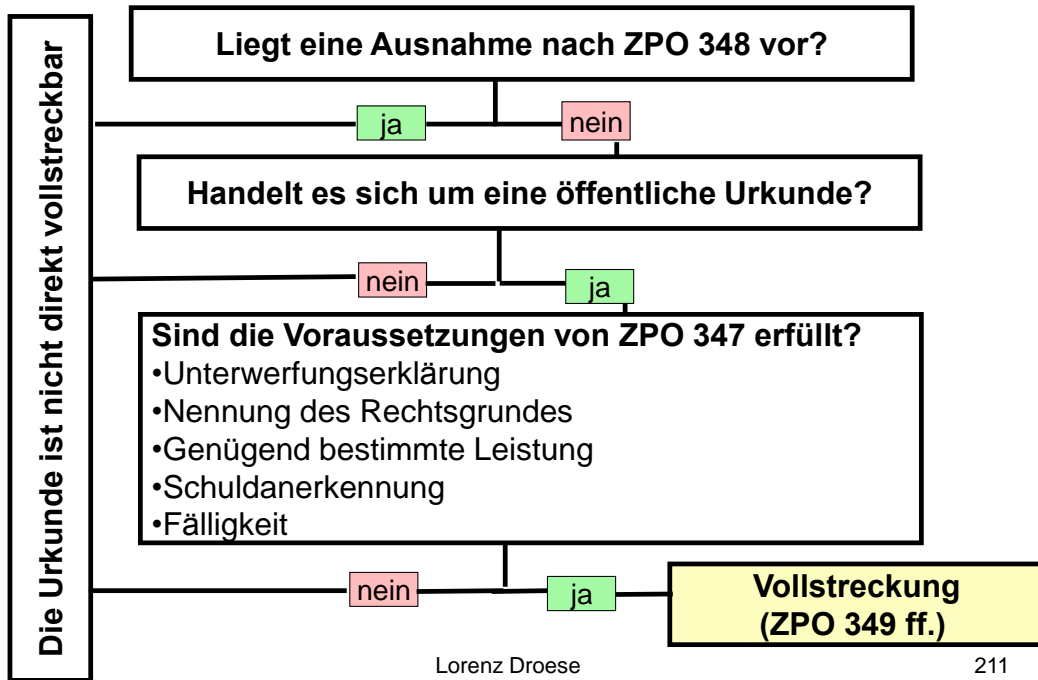 Die Urkunde ist nicht direkt vollstreckbar
Liegt eine Ausnahme nach ZPO 348 vor?
ja
nein
Handelt es sich um eine öffentliche Urkunde?
nein
ja
Sind die Voraussetzungen von ZPO 347 erfüllt?
•Unterwerfungserklärung
•Nennung des Rechtsgrundes
•Genügend bestimmte Leistung
•Schuldanerkennung
•Fälligkeit
nein
ja
Vollstreckung
(ZPO 349 ff.)
Lorenz Droese
211